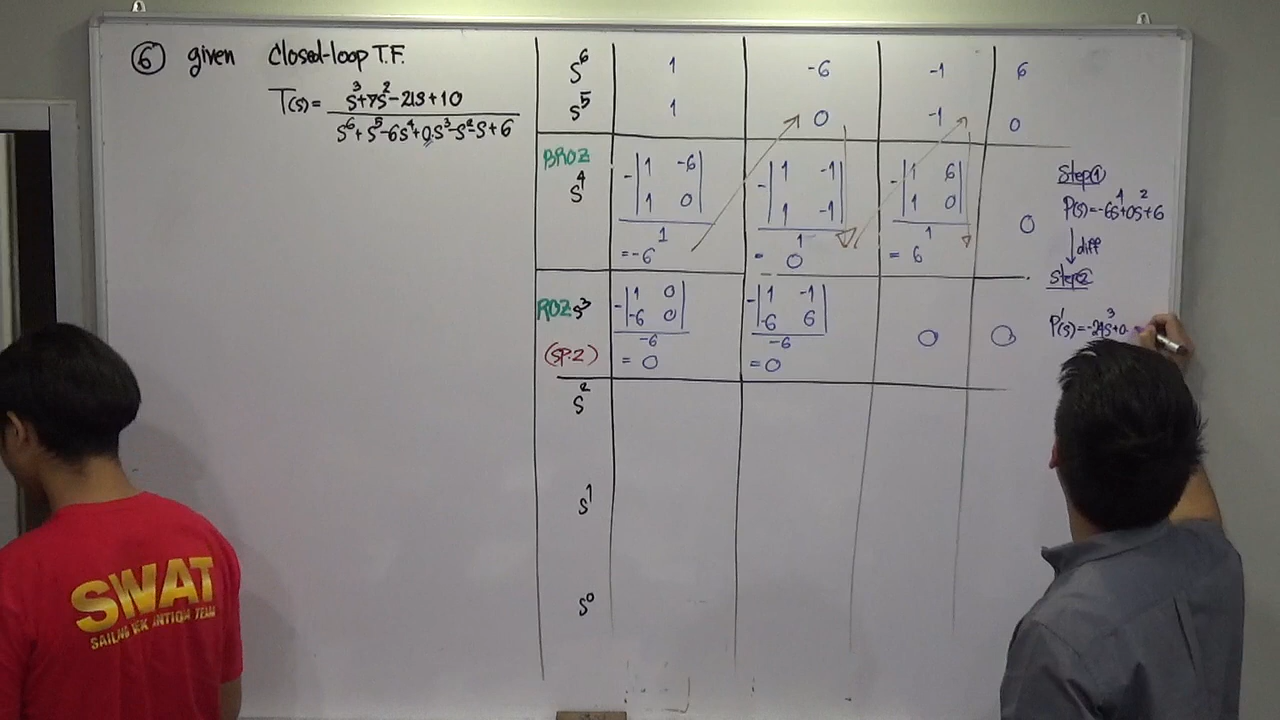 ⑥ given Closed-loop T.F.
T(s) = s³+7s²-21s+10
s⁶+s⁵-6s⁴+0s³-s²-s+6
s⁶ 1 -6 -1 6
s⁵ 1 0 -1 0
BROZ
s⁴
-|1 -6|
|1 0|
1
=-6
-|1 -1|
|1 -1|
1
= 0
-|1 6|
|1 0|
1
= 6
0
ROZ s³
(SP.2)
-|1 0|
|-6 0|
-6
= 0
-|1 -1|
|-6 6|
-6
= 0
0
0
s²
s¹
s⁰
Step①
P(s)=-6s⁴+0s²+6
↓ diff
Step②
P'(s)=-24s³+0
SWAT